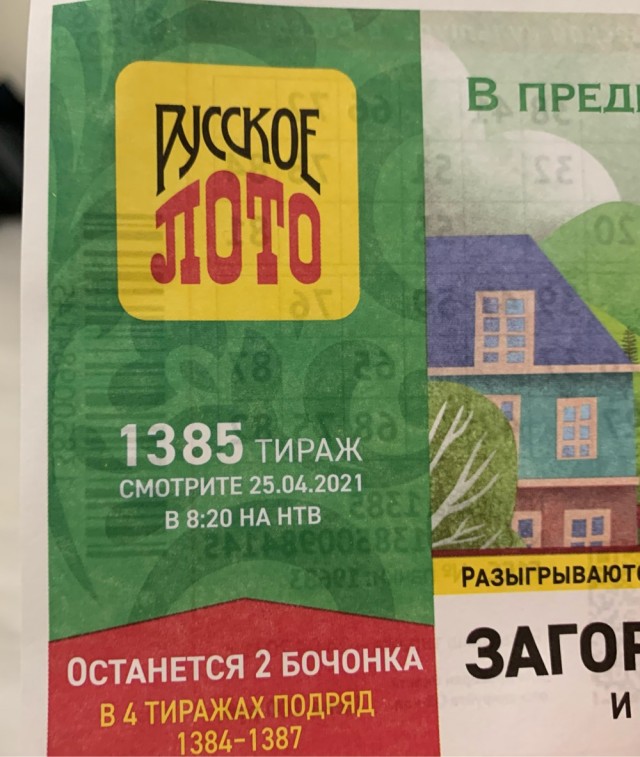 РУССКОЕ
ЛОТО
1385 ТИРАЖ
СМОТРИТЕ 25.04.2021
В 8:20 НА НТВ
ОСТАНЕТСЯ 2 БОЧОНКА
В 4 ТИРАЖАХ ПОДРЯД
1384–1387
В ПРЕД
РАЗЫГРЫВАЮТС
ЗАГОР
И